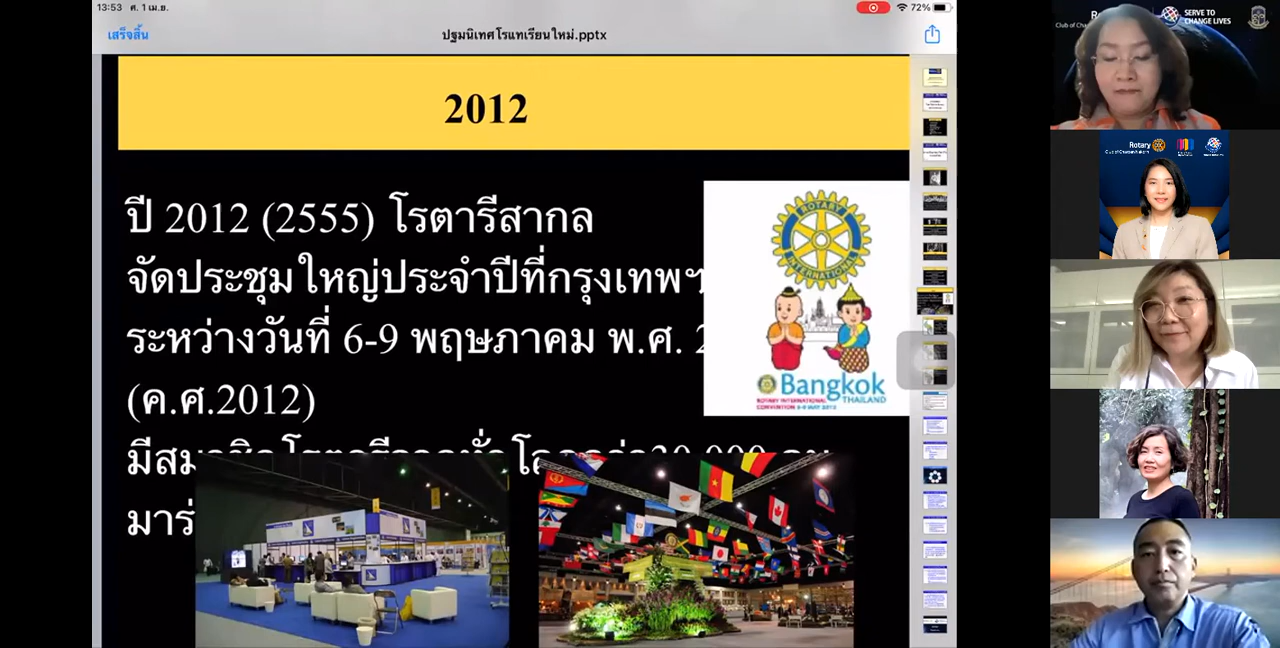 13:53 ศ. 1 เม.ย.
72%
เสร็จสิ้น
ปฐมนิเทศโรแทเรียนใหม่.pptx
2012
ปี 2012 (2555) โรตารีสากล
จัดประชุมใหญ่ประจำปีที่กรุงเทพฯ
ระหว่างวันที่ 6-9 พฤษภาคม พ.ศ. 2
(ค.ศ.2012)
มาร่
ROTARY
INTERNATIONAL
Bangkok
THAILAND
ROTARY INTERNATIONAL
CONVENTION 6-9 MAY 2012
SERVE TO
CHANGE LIVES
Rotary